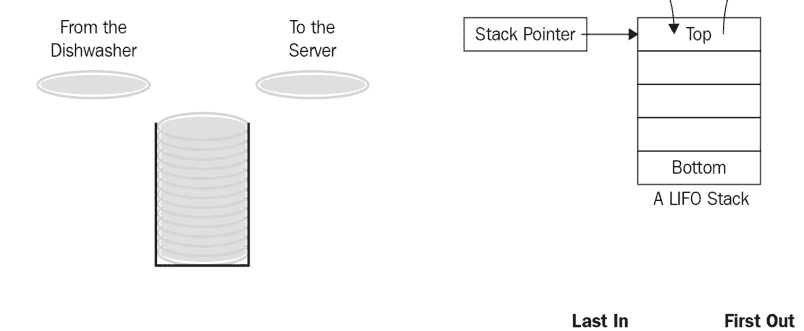 From the
Dishwasher
To the
Server
Stack Pointer
Top
Bottom
A LIFO Stack
Last In
First Out